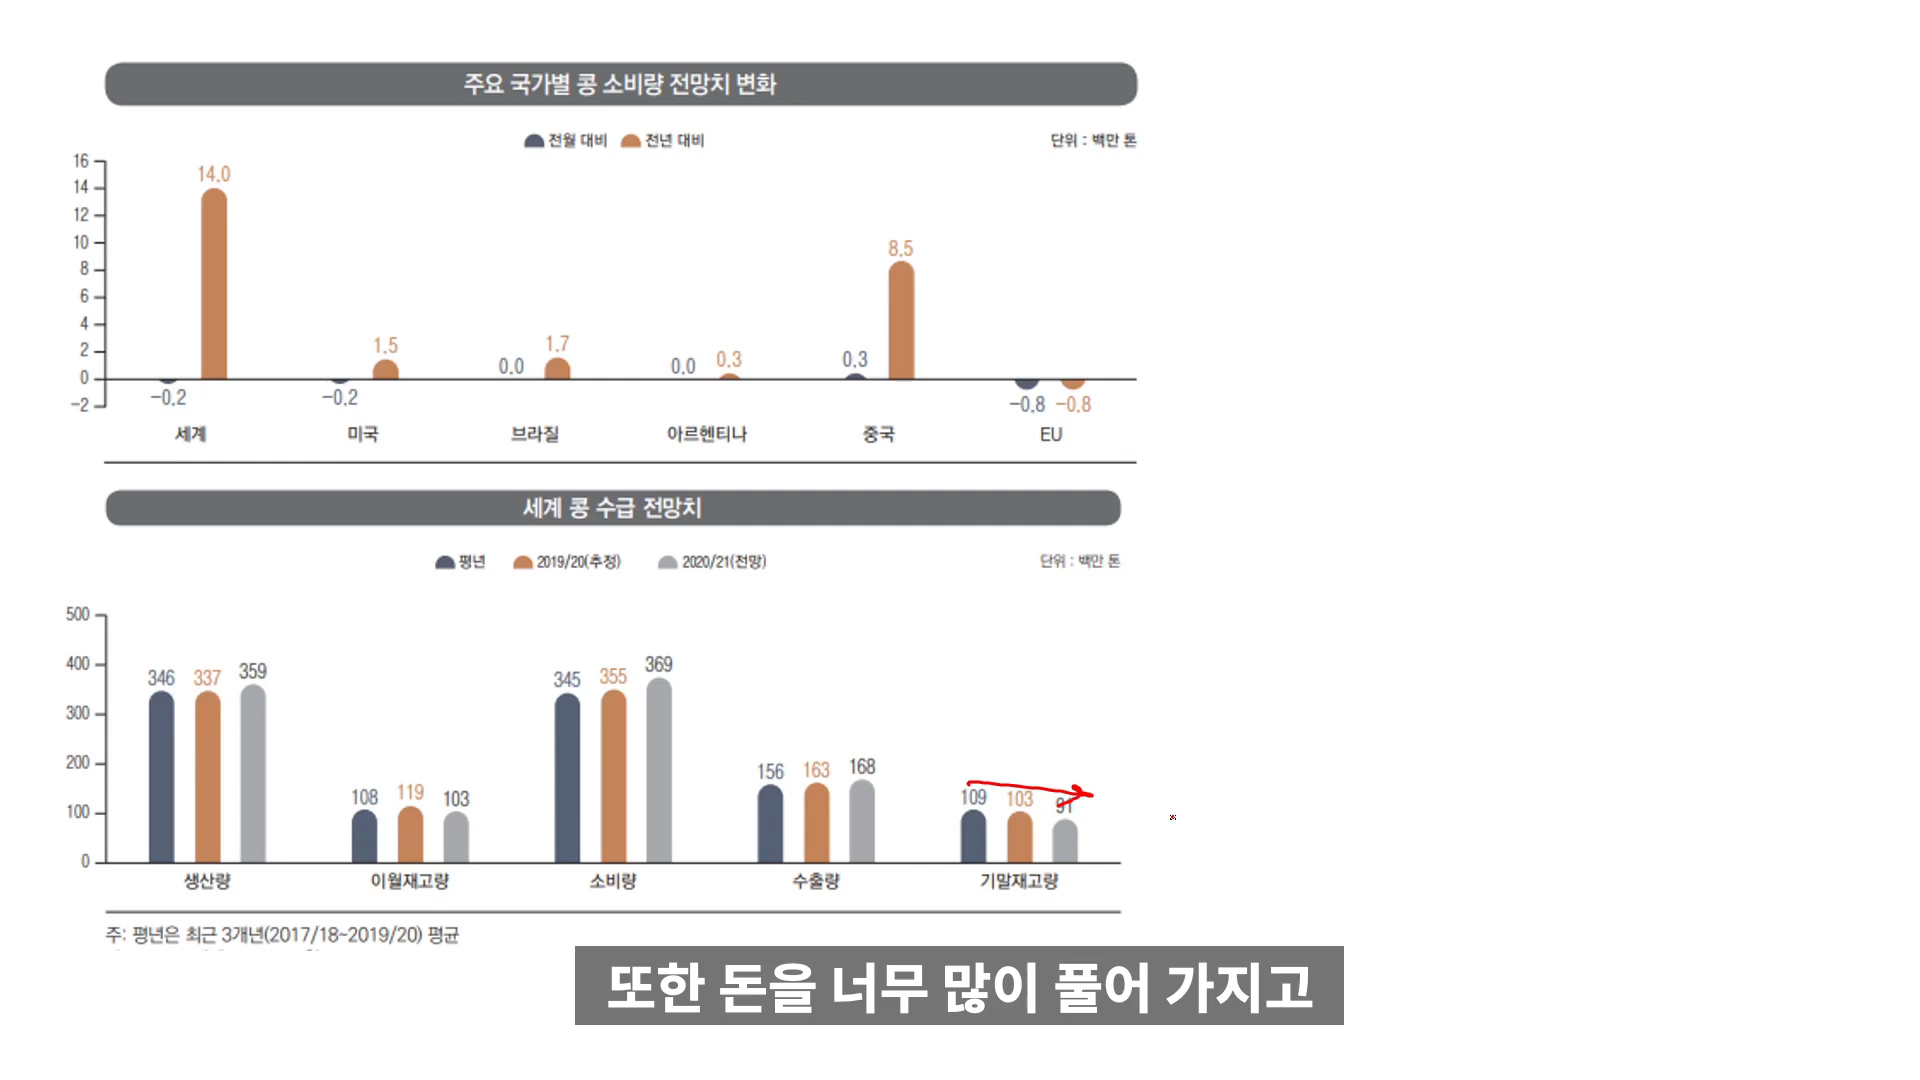 주요 국가별 콩 소비량 전망치 변화
전월 대비 전년 대비 단위 : 백만 톤
16
14
12
10
8
6
4
2
0
-2
14.0
8.5
1.5
1.7
0.0
0.0 0.3
0.3
-0.2
-0.2
-0.8 -0.8
세계 미국 브라질 아르헨티나 중국 EU
세계 콩 수급 전망치
평년 2019/20(추정) 2020/21(전망) 단위 : 백만 톤
500
400
300
200
100
0
346 337 359
108 119 103
345 355 369
156 163 168
109 103 91
생산량 이월재고량 소비량 수출량 기말재고량
주: 평년은 최근 3개년(2017/18~2019/20) 평균
또한 돈을 너무 많이 풀어 가지고